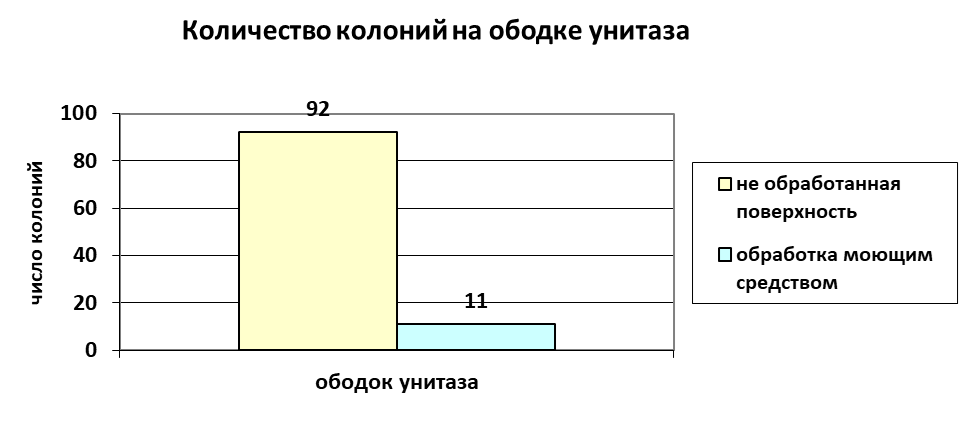 Количество колоний на ободке унитаза
92
100
80
60
40
20
0
число колоний
11
ободок унитаза
не обработанная
поверхность
обработка моющим
средством